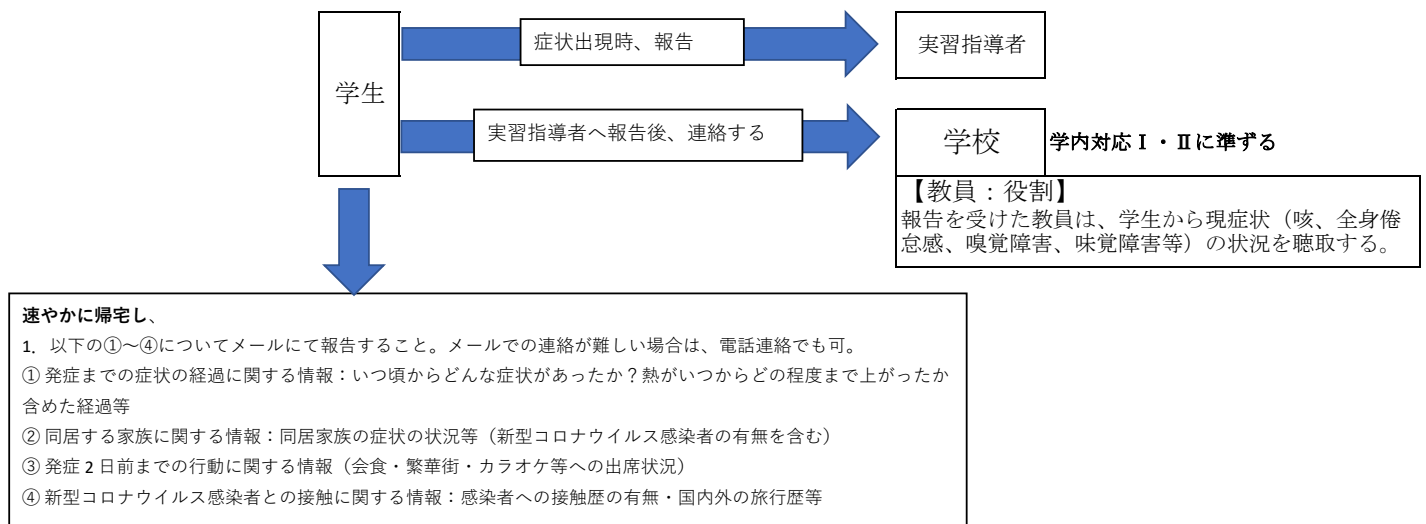 症状出現時、報告
実習指導者
学生
実習指導者へ報告後、連絡する
学校
学内対応Ⅰ・Ⅱに準ずる
【教員：役割】
報告を受けた教員は、学生から現症状（咳、全身倦
怠感、嗅覚障害、味覚障害等）の状況を聴取する。
速やかに帰宅し、
1．以下の①～④についてメールにて報告すること。メールでの連絡が難しい場合は、電話連絡でも可。
① 発症までの症状の経過に関する情報：いつ頃からどんな症状があったか？熱がいつからどの程度まで上がったか
含めた経過等
② 同居する家族に関する情報：同居家族の症状の状況等（新型コロナウイルス感染者の有無を含む）
③ 発症 2 日前までの行動に関する情報（会食・繁華街・カラオケ等への出席状況）
④ 新型コロナウイルス感染者との接触に関する情報：感染者への接触歴の有無・国内外の旅行歴等